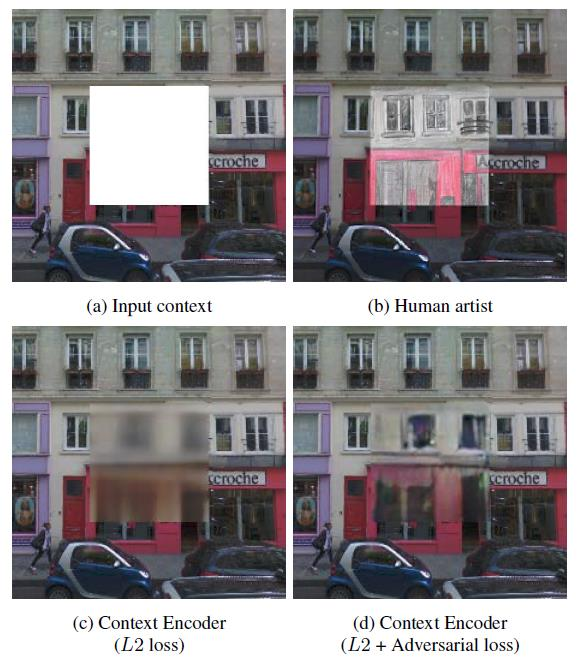 ccroche
Accroche
(a) Input context
(b) Human artist
ccroche
ccroche
(c) Context Encoder
(L2 loss)
(d) Context Encoder
(L2 + Adversarial loss)